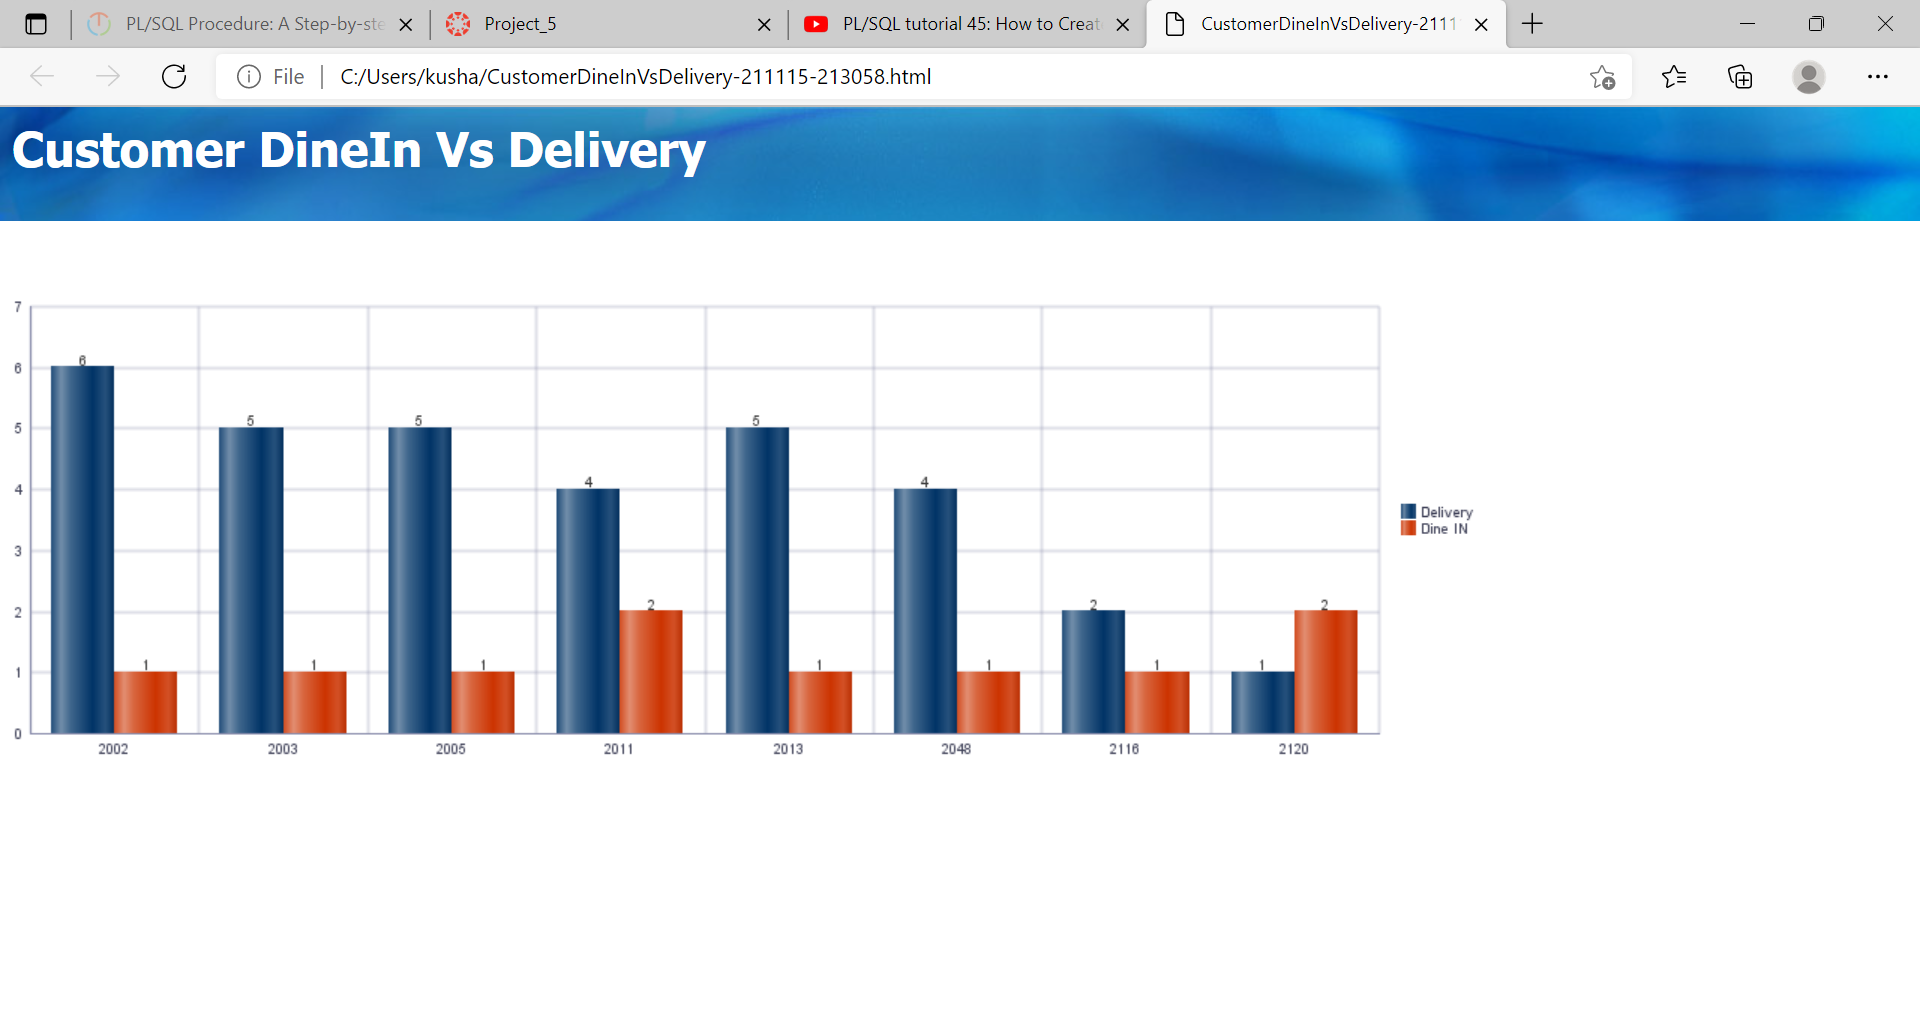 PL/SQL Procedure: A Step-by-ste
Project_5
PL/SQL tutorial 45: How to Creat
CustomerDineInVsDelivery-2111
File
C:/Users/kusha/CustomerDineInVsDelivery-211115-213058.html
Customer DineIn Vs Delivery
7
6
5
4
3
2
1
0
6 1 5 1 5 1 4 2 5 1 4 1 2 1 1 2
2002 2003 2005 2011 2013 2048 2116 2120
Delivery
Dine IN